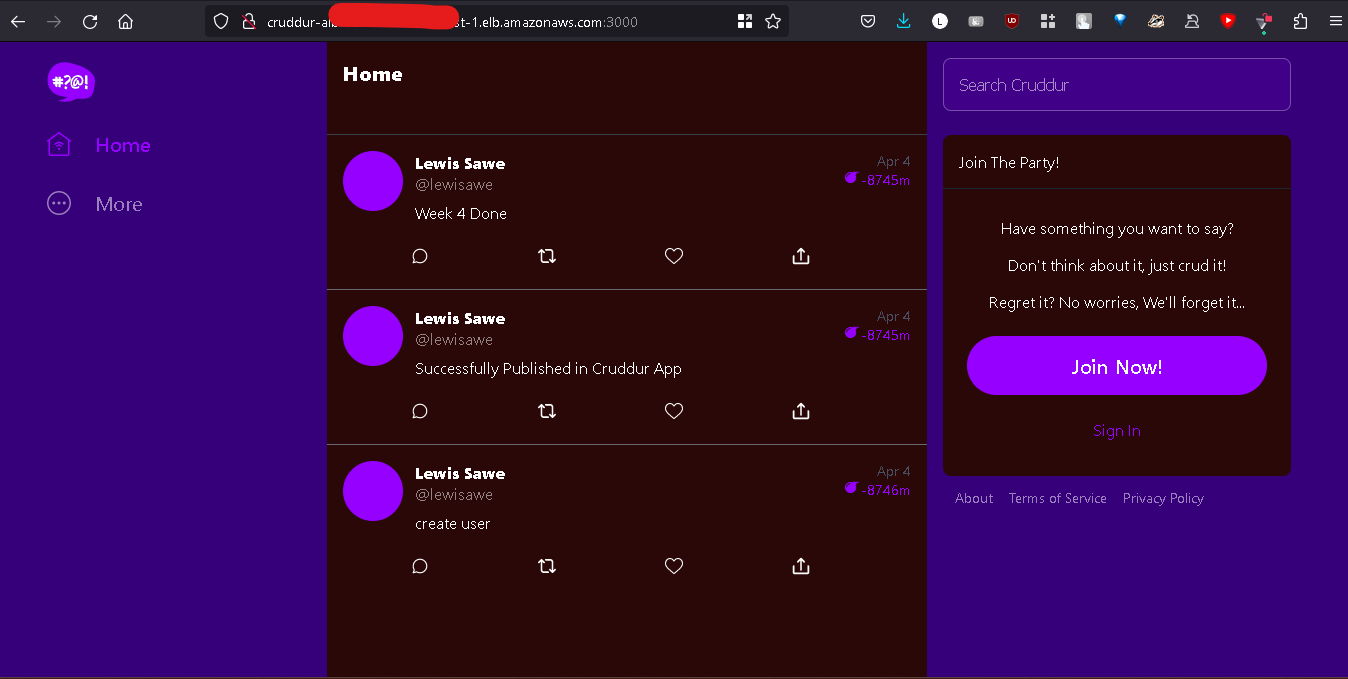 cruddur-al
st-1.elb.amazonaws.com:3000
#?@!
Home
More
Home
Lewis Sawe
@lewisawe
Apr 4
-8745m
Week 4 Done
Lewis Sawe
@lewisawe
Apr 4
-8745m
Successfully Published in Cruddur App
Lewis Sawe
@lewisawe
Apr 4
-8746m
create user
Search Cruddur
Join The Party!
Have something you want to say?
Don't think about it, just crud it!
Regret it? No worries, We'll forget it...
Join Now!
Sign In
About Terms of Service Privacy Policy